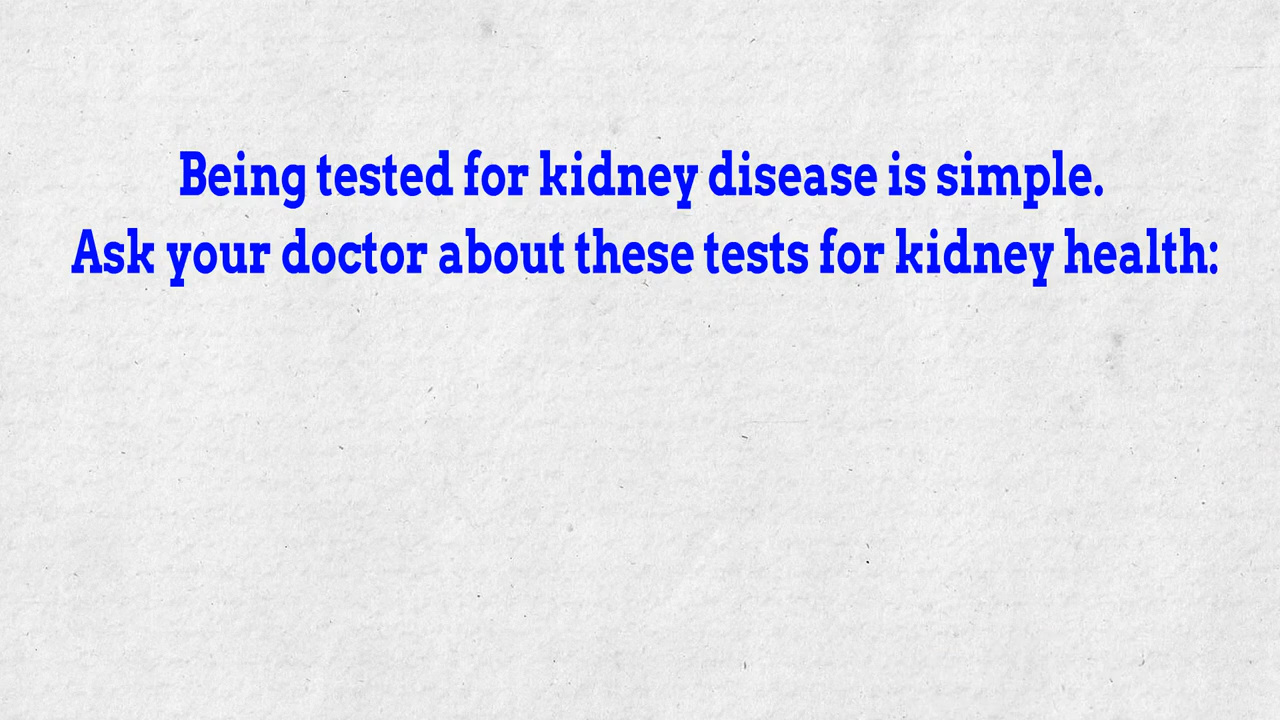 Being tested for kidney disease is simple.
Ask your doctor about these tests for kidney health: